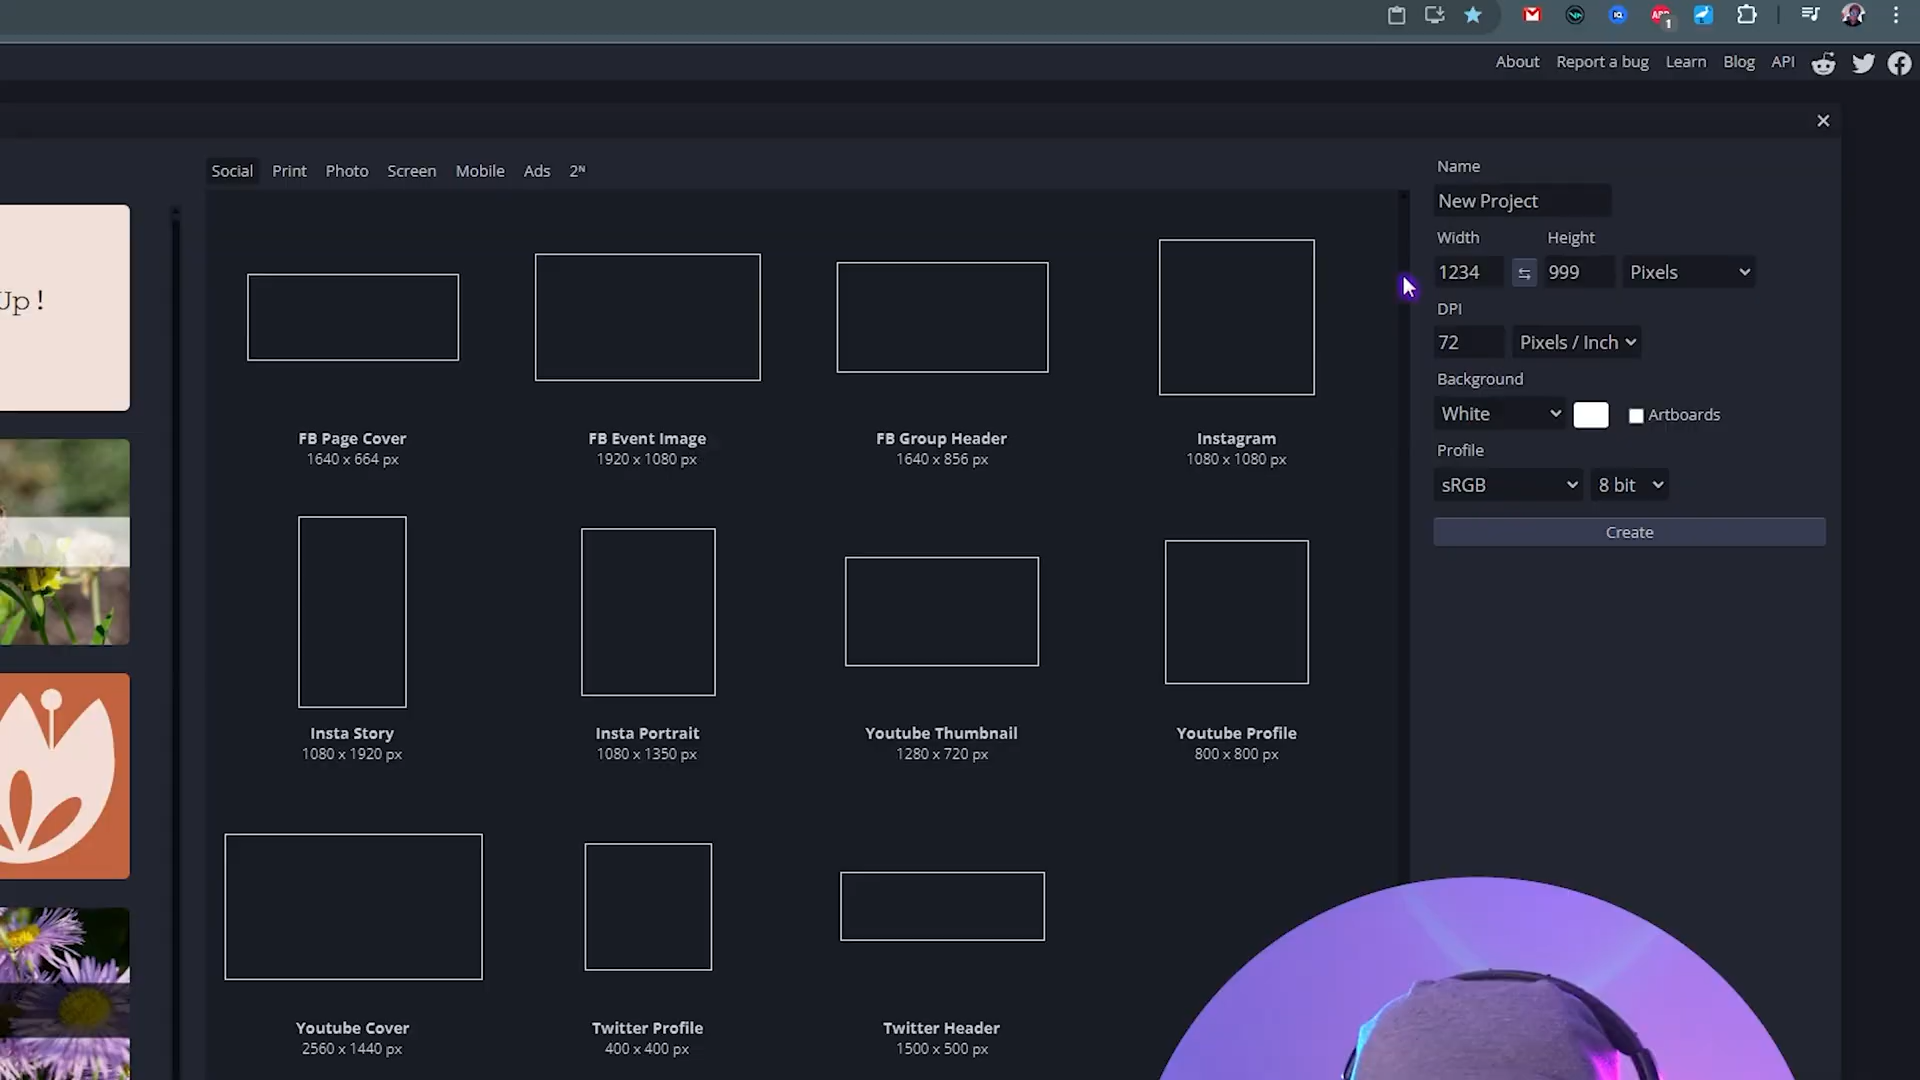 About Report a bug Learn Blog API
Social Print Photo Screen Mobile Ads 2ᴺ
Name
New Project
Width Height
1234 999 Pixels
DPI
72 Pixels / Inch
Background
White Artboards
Profile
sRGB 8 bit
Create
Up!
FB Page Cover
1640 x 664 px
FB Event Image
1920 x 1080 px
FB Group Header
1640 x 856 px
Instagram
1080 x 1080 px
Insta Story
1080 x 1920 px
Insta Portrait
1080 x 1350 px
Youtube Thumbnail
1280 x 720 px
Youtube Profile
800 x 800 px
Youtube Cover
2560 x 1440 px
Twitter Profile
400 x 400 px
Twitter Header
1500 x 500 px